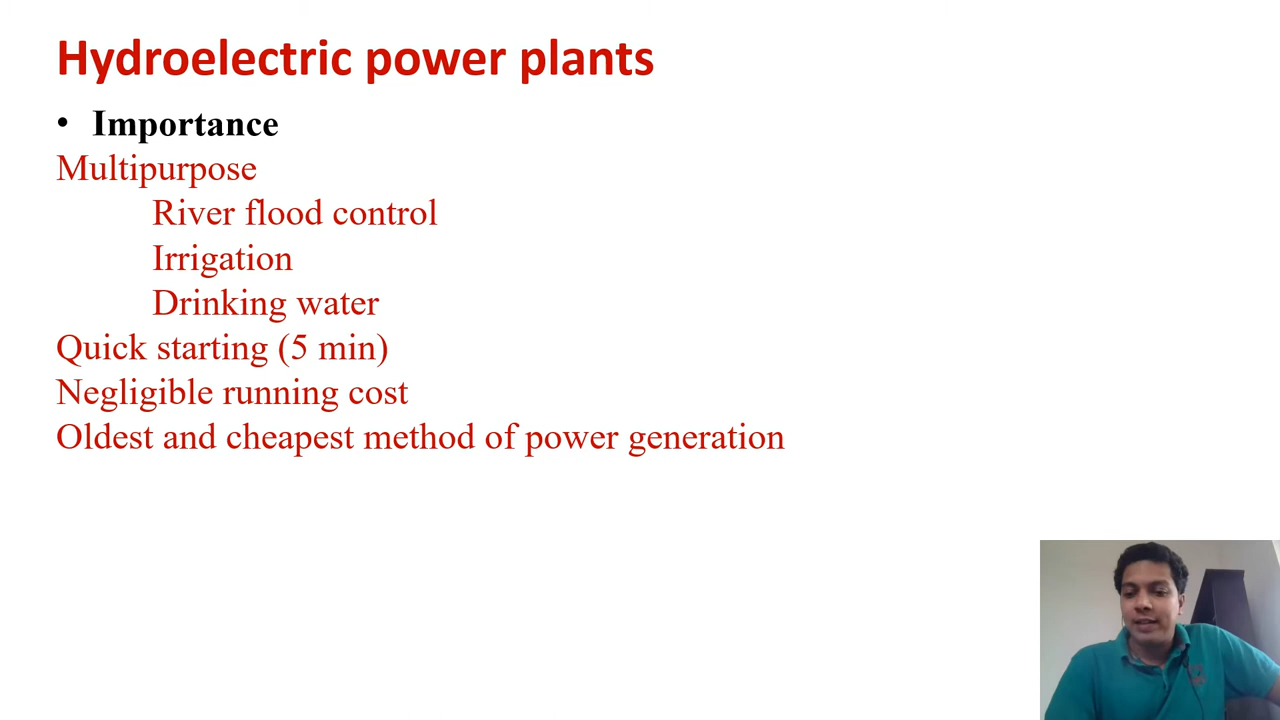 Hydroelectric power plants
• Importance
Multipurpose
River flood control
Irrigation
Drinking water
Quick starting (5 min)
Negligible running cost
Oldest and cheapest method of power generation